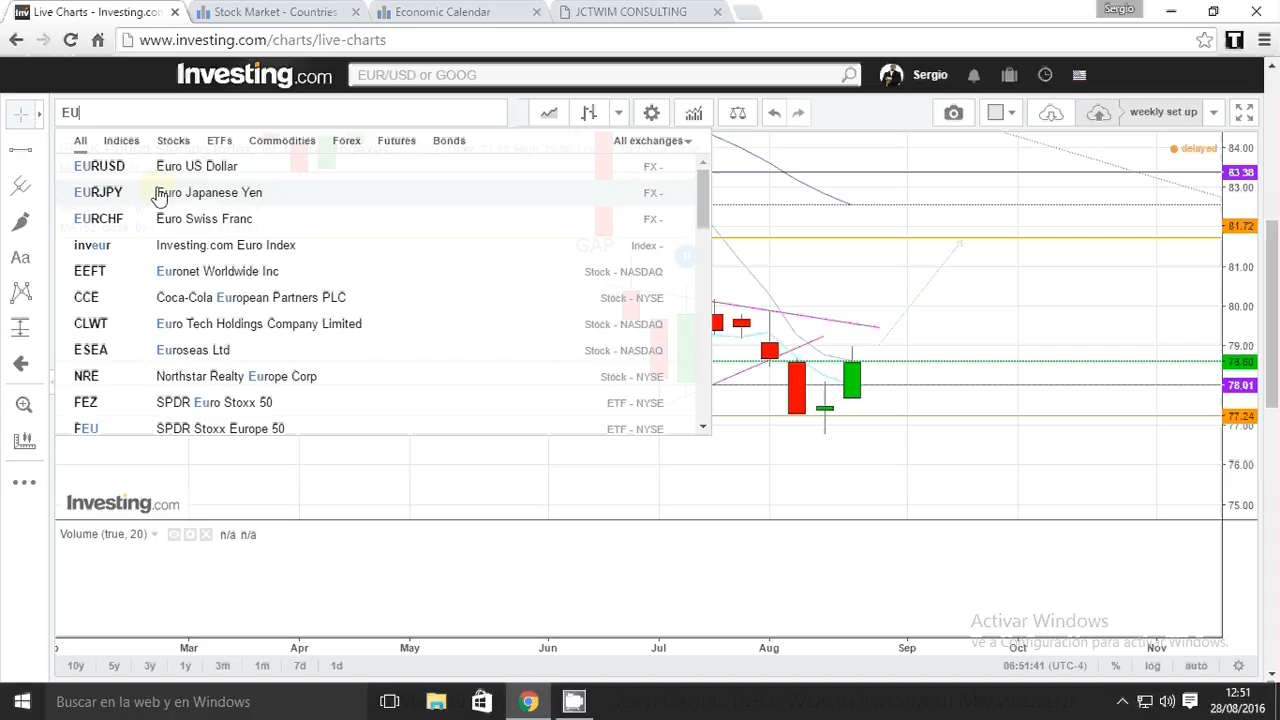 Live Charts - Investing.com
Stock Market - Countries
Economic Calendar
JCTWIM CONSULTING
Sergio
www.investing.com/charts/live-charts
Investing.com
EUR/USD or GOOG
Sergio
EU
weekly set up
All Indices Stocks ETFs Commodities Forex Futures Bonds All exchanges
EURUSD Euro US Dollar FX -
EURJPY Euro Japanese Yen FX -
EURCHF Euro Swiss Franc FX -
inveur Investing.com Euro Index Index -
EEFT Euronet Worldwide Inc Stock - NASDAQ
CCE Coca-Cola European Partners PLC Stock - NYSE
CLWT Euro Tech Holdings Company Limited Stock - NASDAQ
ESEA Euroseas Ltd Stock - NASDAQ
NRE Northstar Realty Europe Corp Stock - NYSE
FEZ SPDR Euro Stoxx 50 ETF - NYSE
FEU SPDR Stoxx Europe 50 ETF - NYSE
GAP
P
delayed
84.00
83.38
83.00
81.72
81.00
80.00
79.00
78.60
78.01
77.24
77.00
76.00
75.00
Investing.com
Volume (true, 20) n/a n/a
Activar Windows
Ve a Configuración para activar Windows.
Mar Apr May Jun Jul Aug Sep Oct Nov
10y 5y 3y 1y 3m 1m 7d 1d
06:51:41 (UTC-4) % log auto
Buscar en la web y en Windows
12:51
28/08/2016